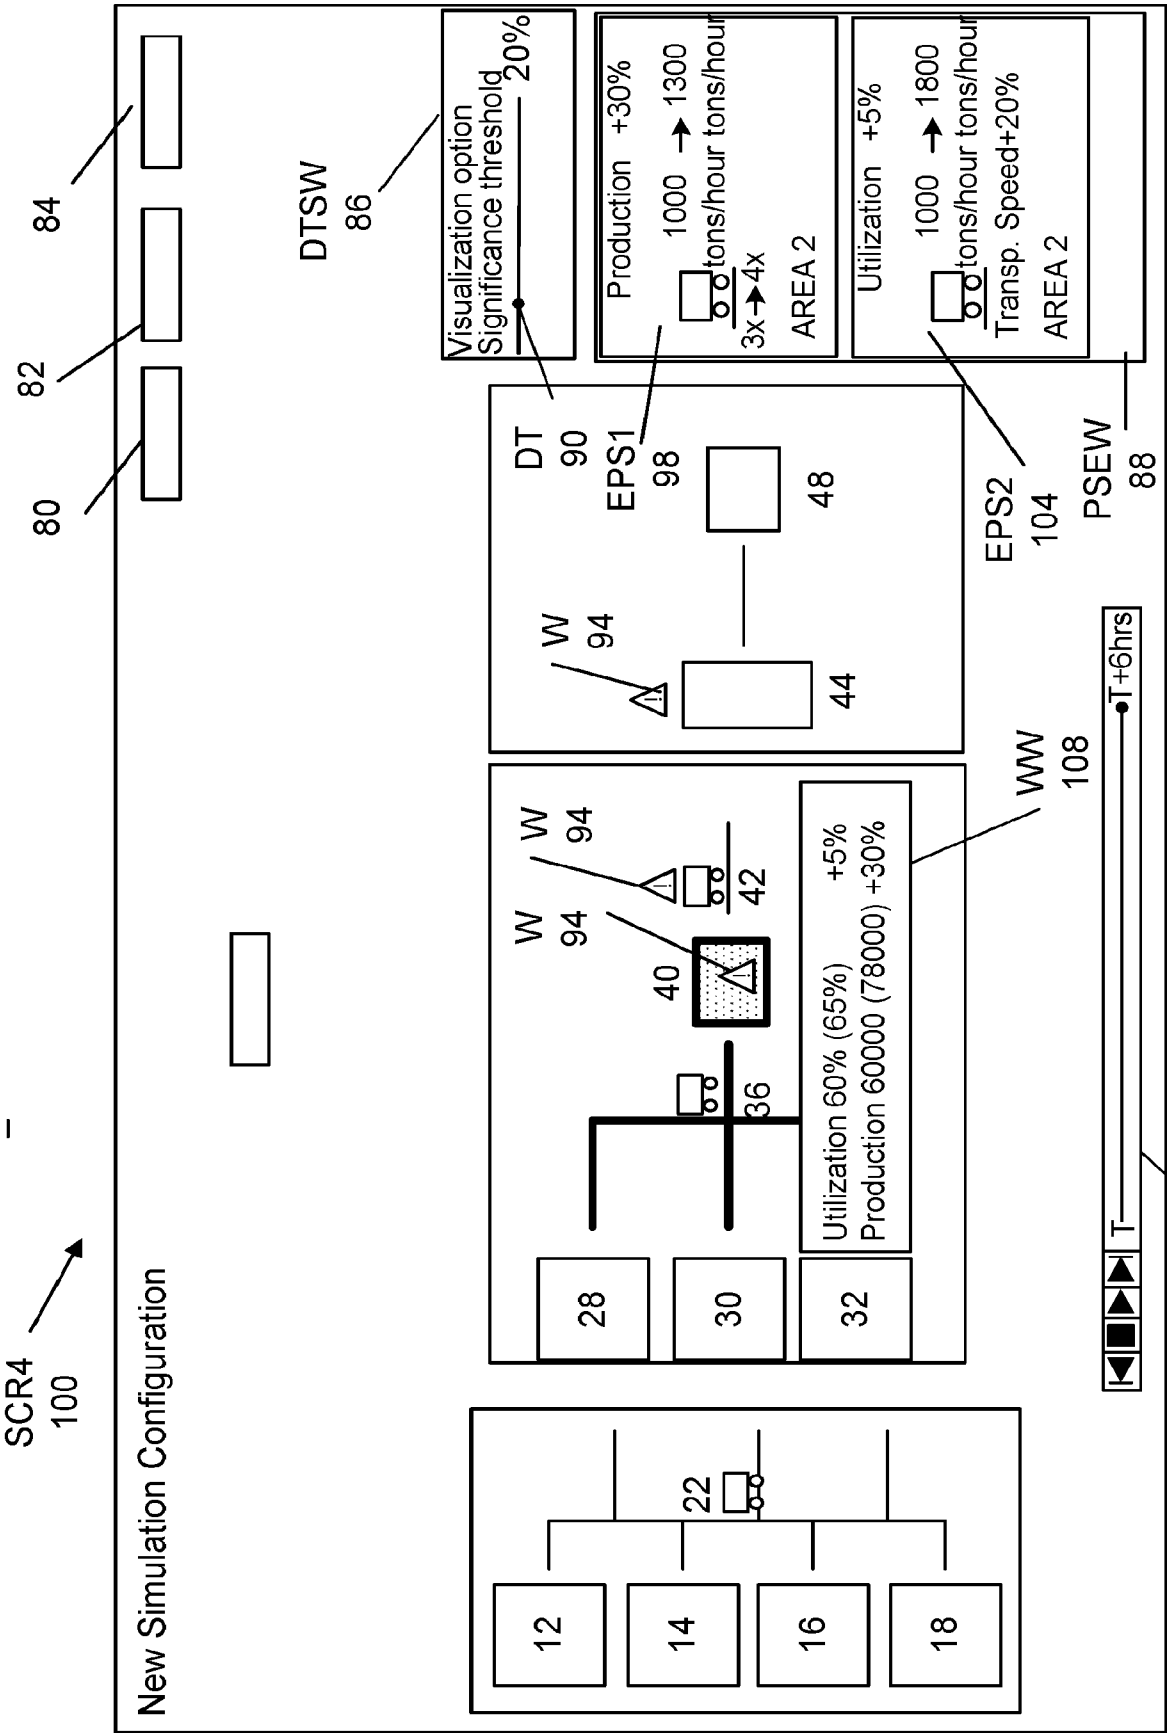 SCR4
100
80
82
84
New Simulation Configuration
DTSW
86
Visualization option
Significance threshold
20%
DT
90
EPS1
98
Production +30%
1000 → 1300
tons/hour tons/hour
3x→4x
AREA 2
Utilization +5%
1000 → 1800
tons/hour tons/hour
Transp. Speed+20%
AREA 2
EPS2
104
PSEW
88
12
14
16
18
22
28
30
32
36
40
W
94
W
94
42
W
94
44
48
Utilization 60% (65%) +5%
Production 60000 (78000) +30%
WW
108
T
T+6hrs